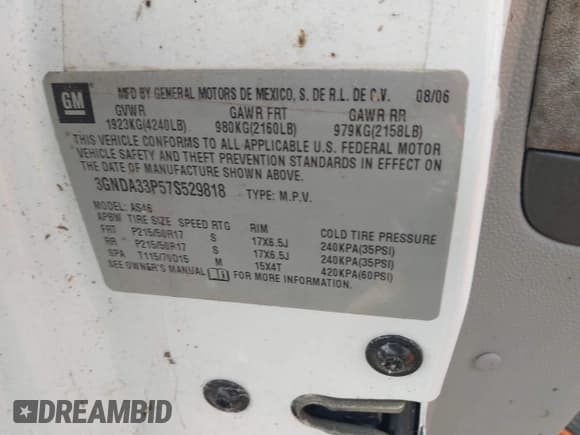 GM
MFD BY GENERAL MOTORS DE MEXICO, S. DE R.L. DE C.V. 08/06
GVWR GAWR FRT GAWR RR
1923KG(4240LB) 980KG(2160LB) 979KG(2158LB)
THIS VEHICLE CONFORMS TO ALL APPLICABLE U.S. FEDERAL MOTOR
VEHICLE SAFETY AND THEFT PREVENTION STANDARDS IN EFFECT ON
THE DATE OF MANUFACTURE SHOWN ABOVE.
3GNDA33P57S529818 TYPE: M.P.V.
MODEL: AS46
APBW TIRE SIZE SPEED RTG RIM COLD TIRE PRESSURE
FRT P215/50R17 S 17X6.5J 240KPA(35PSI)
RR P215/50R17 S 17X6.5J 240KPA(35PSI)
SPA T115/70D15 M 15X4T 420KPA(60PSI)
SEE OWNER'S MANUAL FOR MORE INFORMATION.
DREAMBID